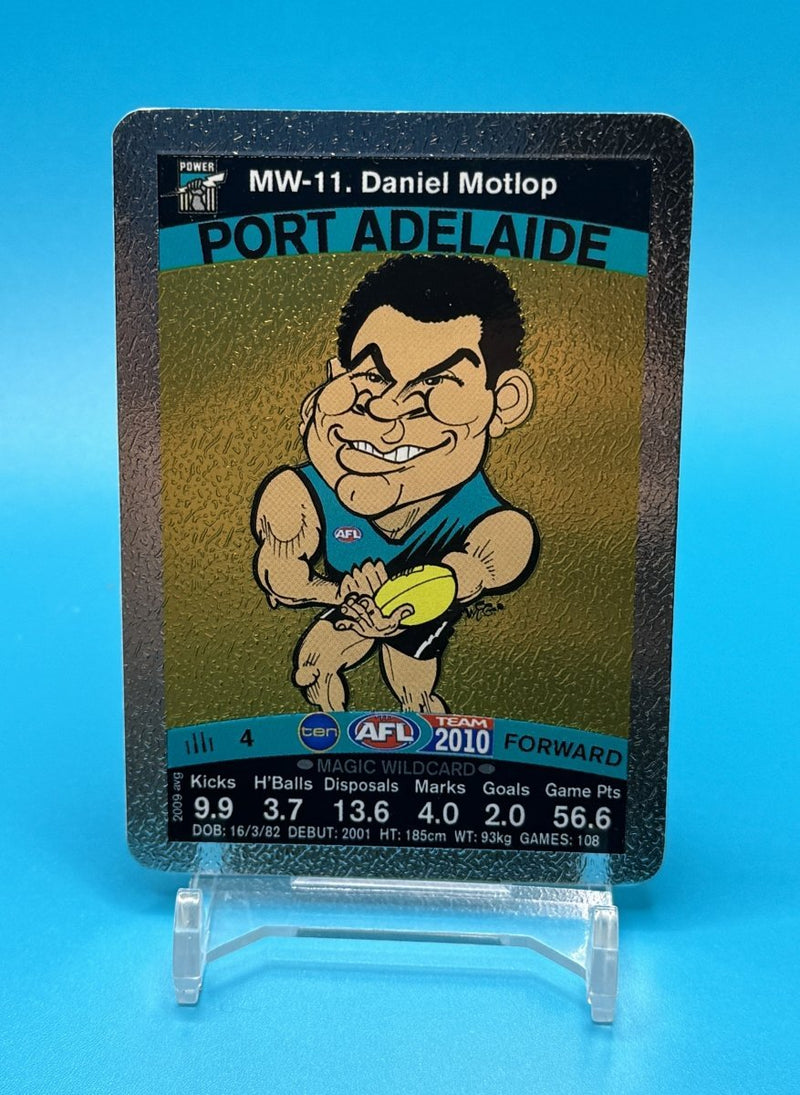 POWER
MW-11. Daniel Motlop
PORT ADELAIDE
AFL
WEG
4 ten AFL TEAM 2010 FORWARD
MAGIC WILDCARD
2009 avg
Kicks H'Balls Disposals Marks Goals Game Pts
9.9 3.7 13.6 4.0 2.0 56.6
DOB: 16/3/82 DEBUT: 2001 HT: 185cm WT: 93kg GAMES: 108